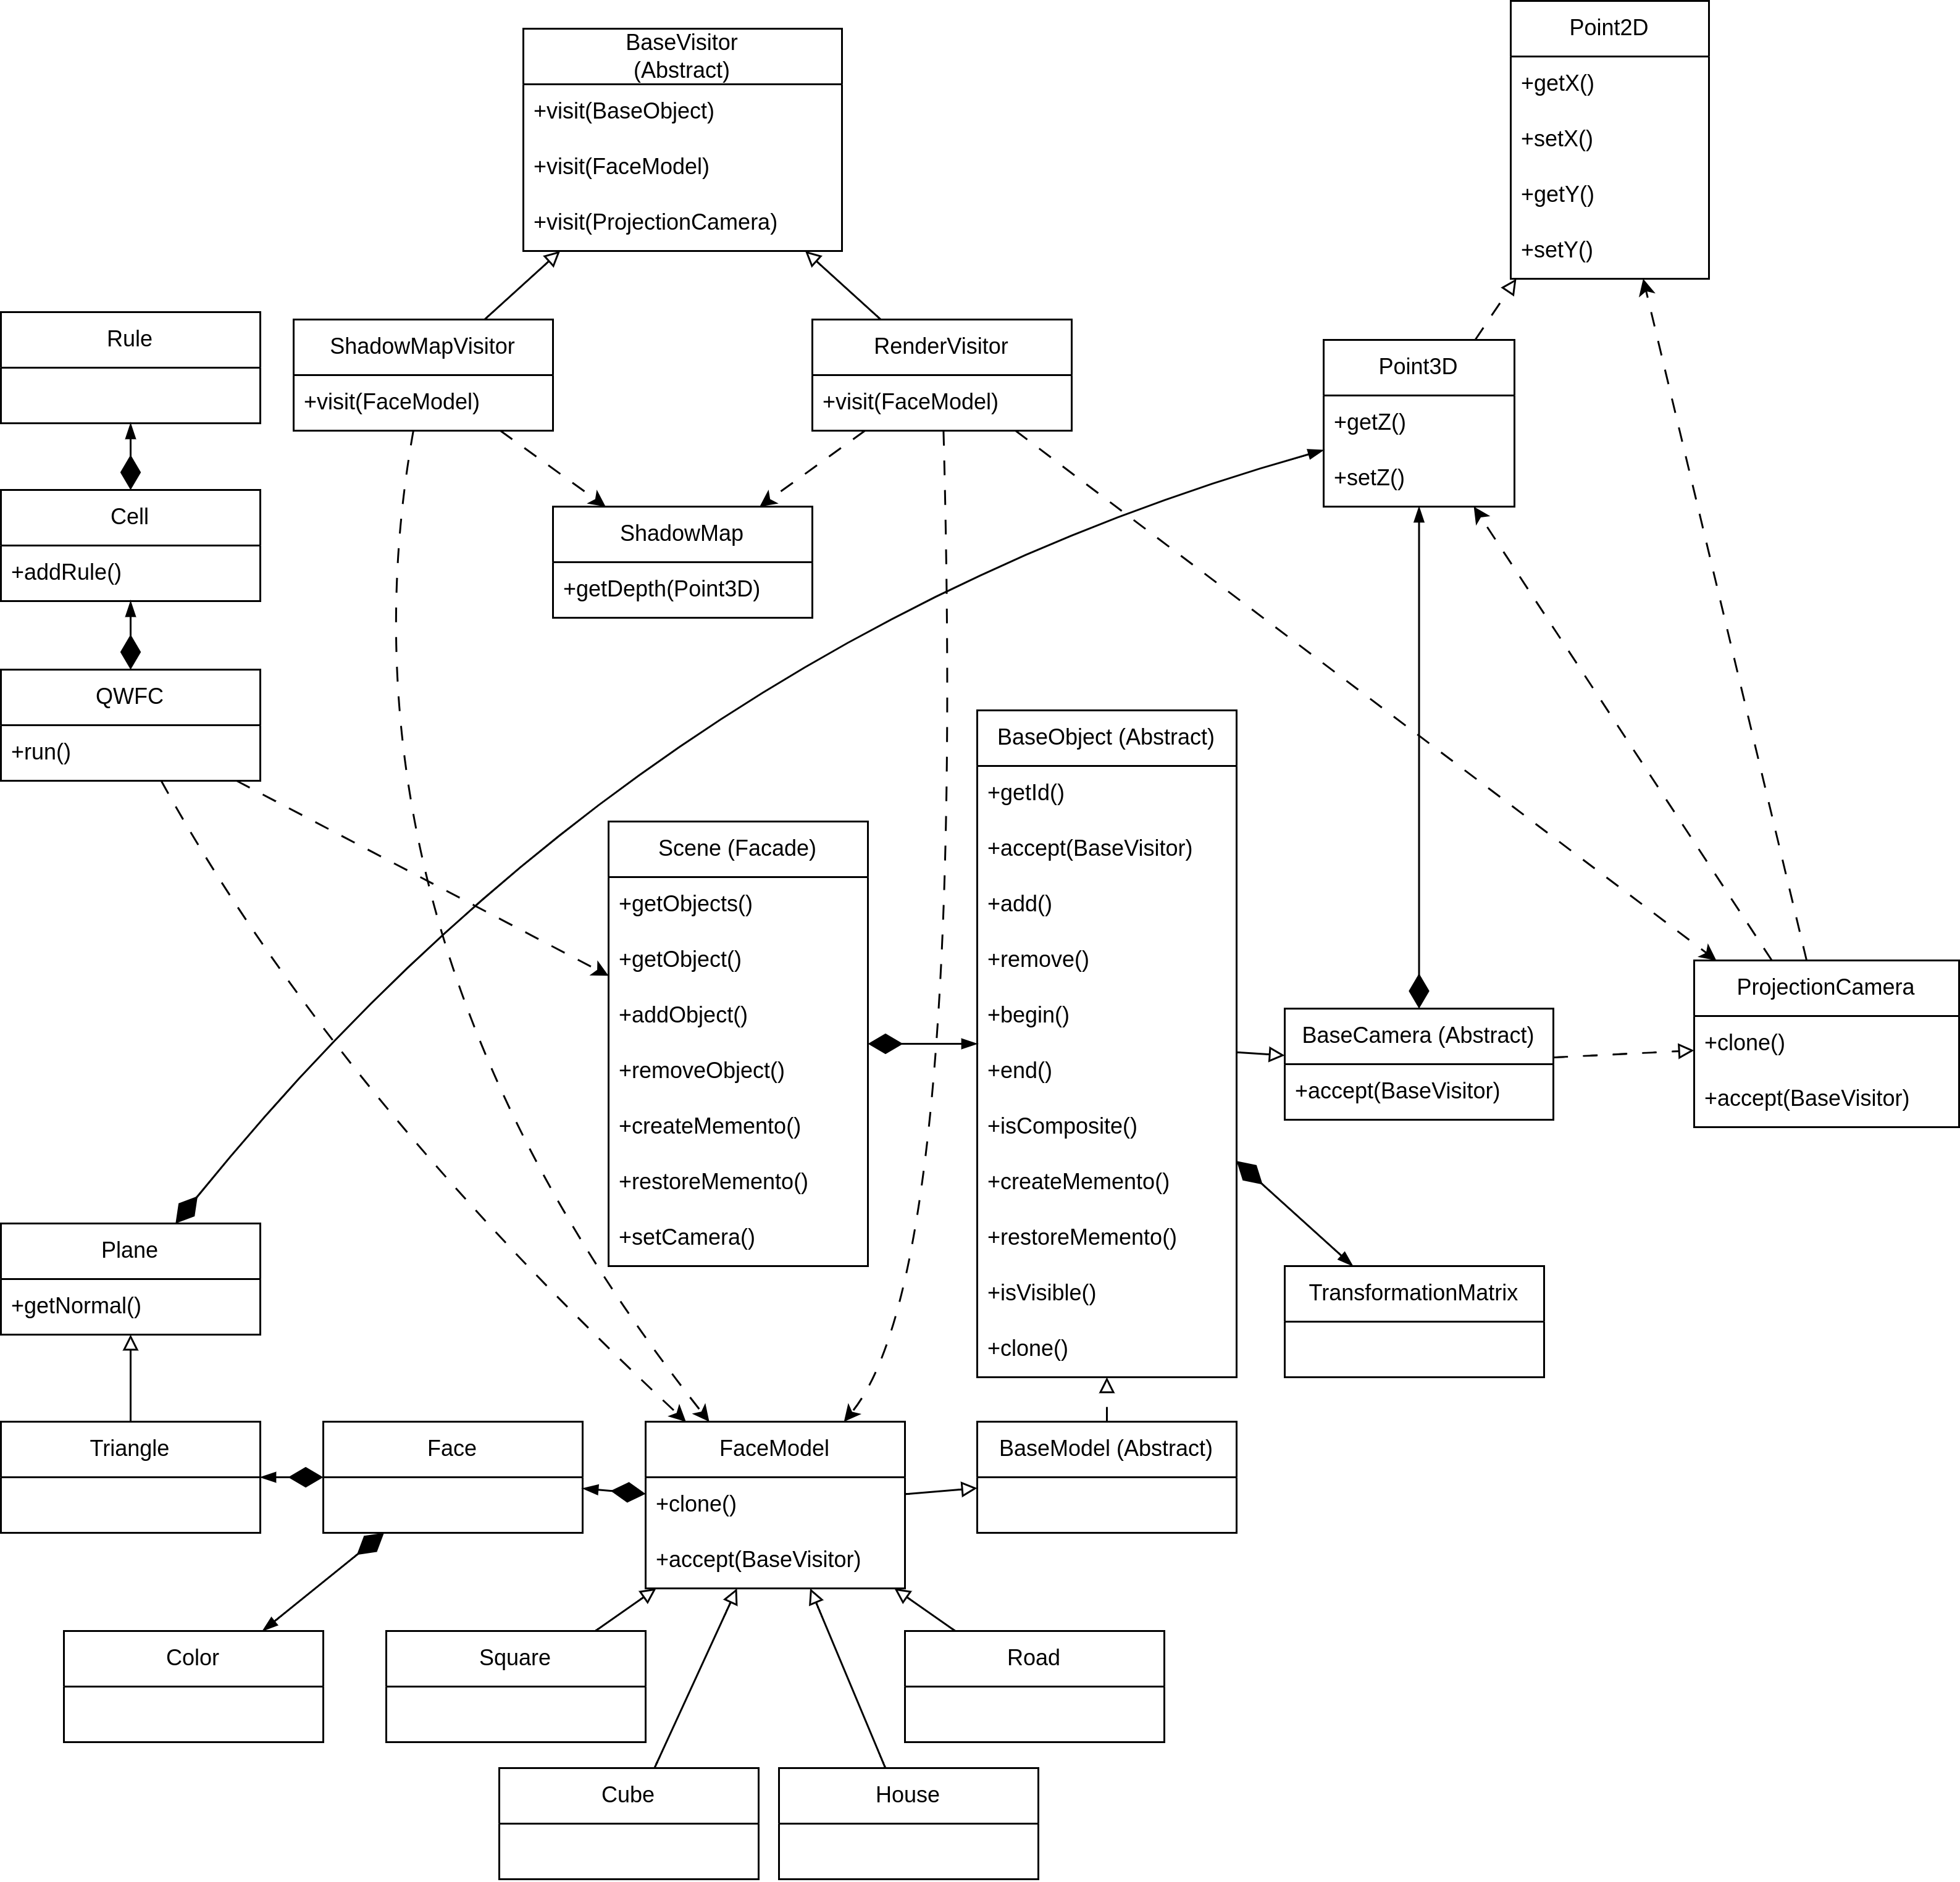 BaseVisitor
(Abstract)
+visit(BaseObject)
+visit(FaceModel)
+visit(ProjectionCamera)
Point2D
+getX()
+setX()
+getY()
+setY()
Rule
ShadowMapVisitor
+visit(FaceModel)
RenderVisitor
+visit(FaceModel)
Point3D
+getZ()
+setZ()
Cell
+addRule()
ShadowMap
+getDepth(Point3D)
QWFC
+run()
Scene (Facade)
+getObjects()
+getObject()
+addObject()
+removeObject()
+createMemento()
+restoreMemento()
+setCamera()
BaseObject (Abstract)
+getId()
+accept(BaseVisitor)
+add()
+remove()
+begin()
+end()
+isComposite()
+createMemento()
+restoreMemento()
+isVisible()
+clone()
BaseCamera (Abstract)
+accept(BaseVisitor)
ProjectionCamera
+clone()
+accept(BaseVisitor)
Plane
+getNormal()
TransformationMatrix
Triangle
Face
FaceModel
+clone()
+accept(BaseVisitor)
BaseModel (Abstract)
Color
Square
Road
Cube
House